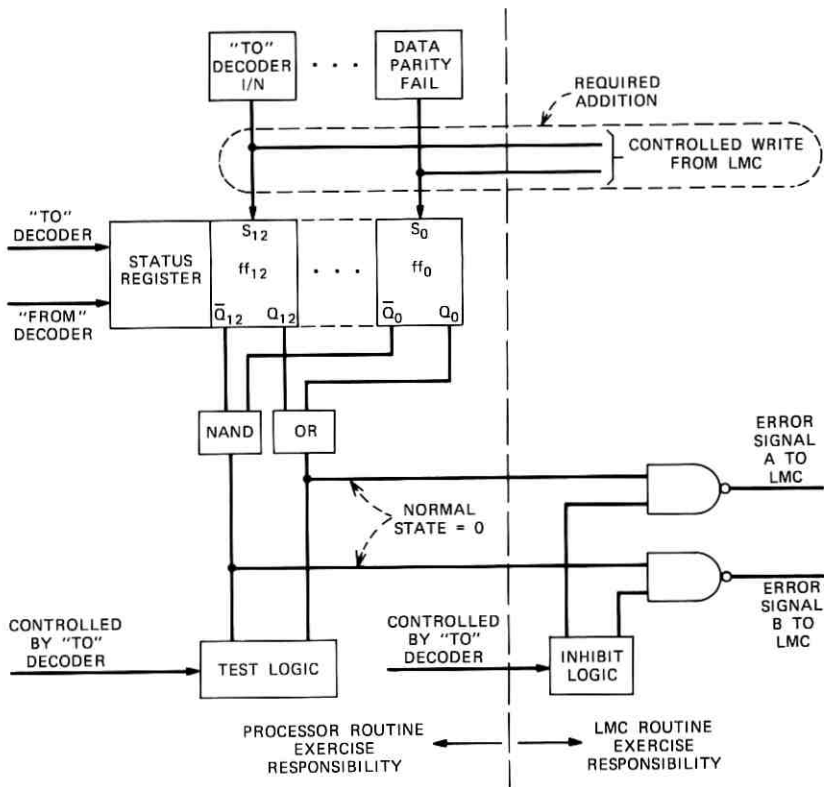 "TO"
DECODER
I/N
. . .
DATA
PARITY
FAIL
REQUIRED
ADDITION
CONTROLLED WRITE
FROM LMC
"TO"
DECODER
"FROM"
DECODER
STATUS
REGISTER
S12
ff12
Q̅12 Q12
. . .
S0
ff0
Q̅0 Q0
NAND
OR
NORMAL
STATE = 0
ERROR
SIGNAL
A TO
LMC
ERROR
SIGNAL
B TO
LMC
CONTROLLED
BY "TO"
DECODER
TEST LOGIC
CONTROLLED
BY "TO"
DECODER
INHIBIT
LOGIC
PROCESSOR ROUTINE
EXERCISE
RESPONSIBILITY
LMC ROUTINE
EXERCISE
RESPONSIBILITY